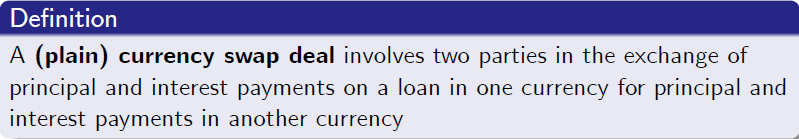 Definition
A (plain) currency swap deal involves two parties in the exchange of
principal and interest payments on a loan in one currency for principal and
interest payments in another currency